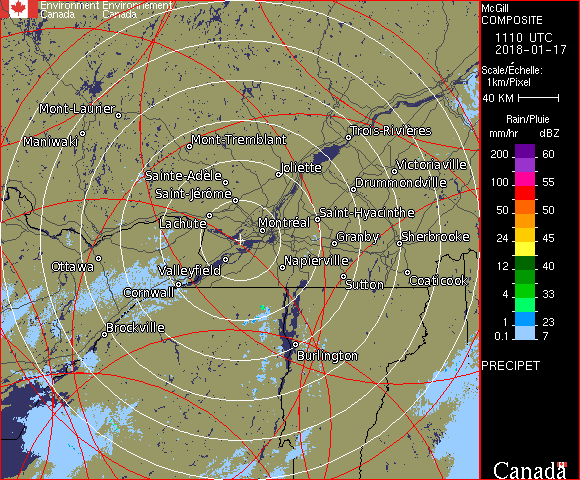 Environment Environnement
Canada Canada
McGill
COMPOSITE
1110 UTC
2018-01-17
Scale/Échelle:
1km/Pixel
40 KM
Rain/Pluie
mm/hr dBZ
200 60
100 55
50 50
24 45
12 40
4 33
1 23
0.1 7
PRECIPET
Canada
Mont-Laurier
Maniwaki
Mont-Tremblant
Trois-Rivières
Joliette
Victoriaville
Sainte-Adèle
Drummondville
Saint-Jérôme
Lachute
Saint-Hyacinthe
Montréal
Granby
Sherbrooke
Ottawa
Valleyfield
Napierville
Cornwall
Sutton
Coaticook
Brockville
Burlington